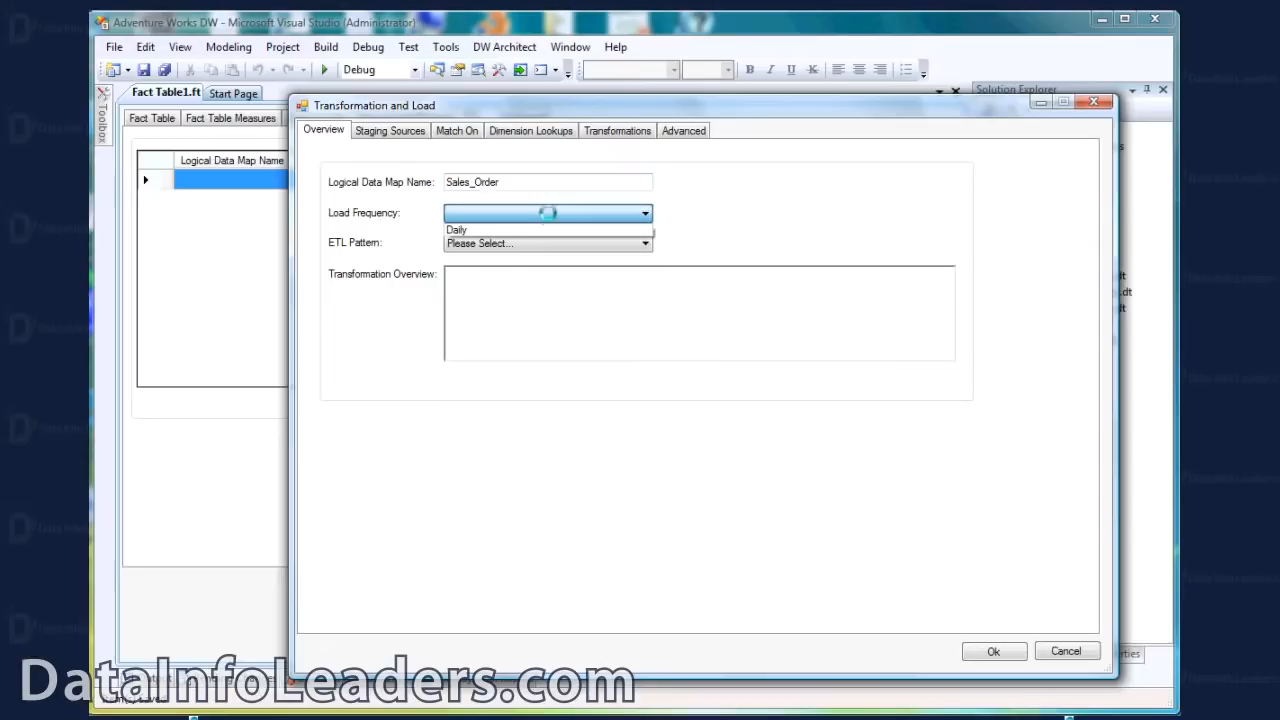 Adventure Works DW - Microsoft Visual Studio (Administrator)
File Edit View Modeling Project Build Debug Test Tools DW Architect Window Help
Debug
Fact Table1.ft Start Page
Solution Explorer
Toolbox
Fact Table Fact Table Measures
Logical Data Map Name
Transformation and Load
Overview Staging Sources Match On Dimension Lookups Transformations Advanced
Logical Data Map Name: Sales_Order
Load Frequency:
Daily
ETL Pattern: Please Select...
Transformation Overview:
Ok Cancel
DataInfoLeaders.com